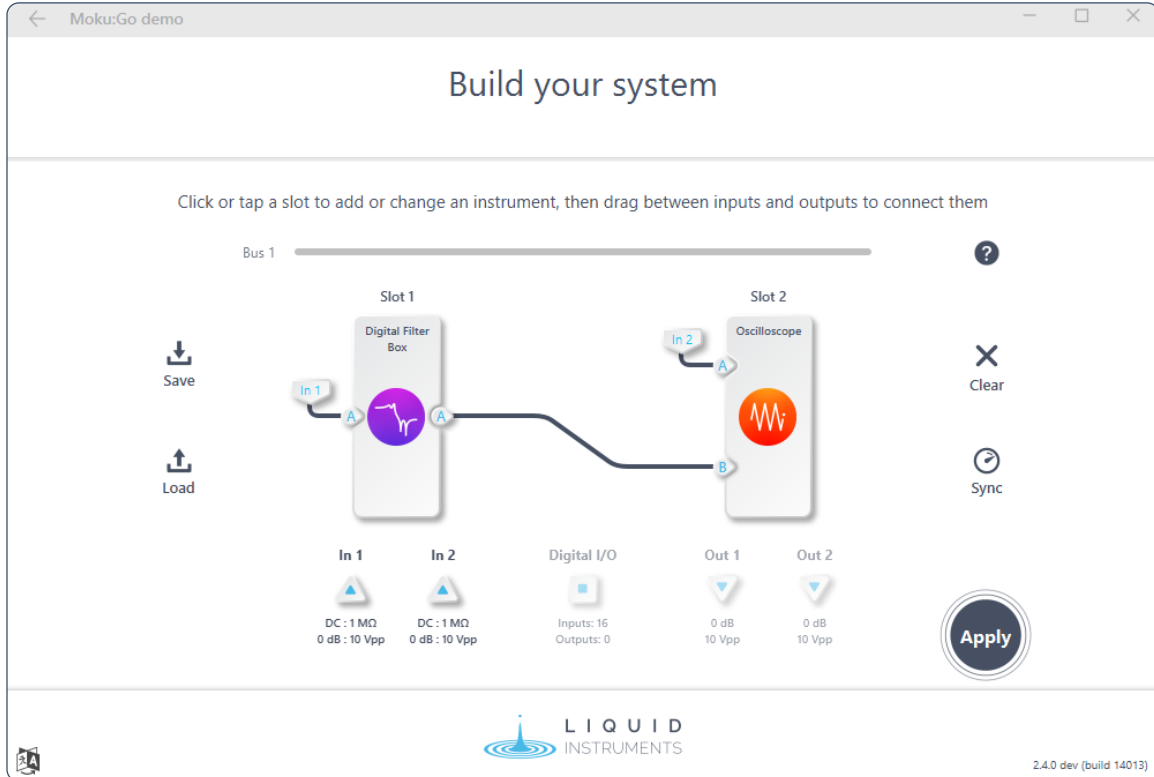 Moku:Go demo
Build your system
Click or tap a slot to add or change an instrument, then drag between inputs and outputs to connect them
Bus 1
?
Slot 1
Slot 2
Digital Filter
Box
Oscilloscope
In 2
A
Save
Clear
In 1
A
A
B
Load
Sync
In 1
In 2
Digital I/O
Out 1
Out 2
DC : 1 MΩ
0 dB : 10 Vpp
DC : 1 MΩ
0 dB : 10 Vpp
Inputs: 16
Outputs: 0
0 dB
10 Vpp
0 dB
10 Vpp
Apply
LIQUID
INSTRUMENTS
2.4.0 dev (build 14013)